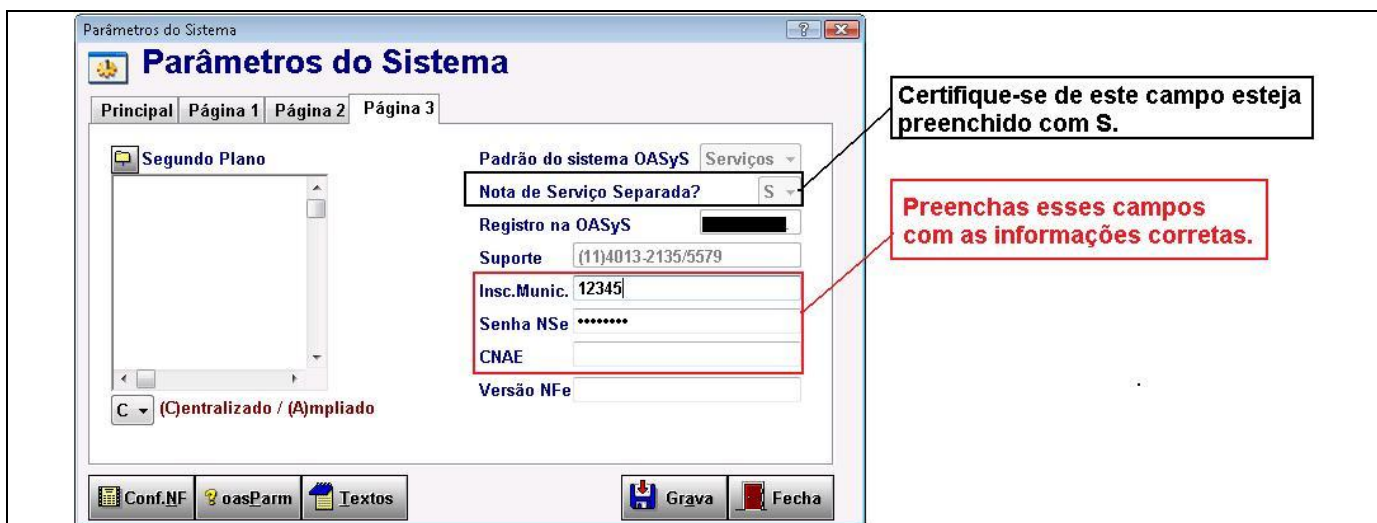 Parâmetros do Sistema
Parâmetros do Sistema
Principal Página 1 Página 2 Página 3
Segundo Plano
C (C)entralizado / (A)mpliado
Padrão do sistema OASyS Serviços
Nota de Serviço Separada? S
Registro na OASyS
Suporte (11)4013-2135/5579
Insc.Munic. 12345
Senha NSe ••••••••
CNAE
Versão NFe
Conf.NF oasParm Textos Grava Fecha
Certifique-se de este campo esteja
preenchido com S.
Preenchas esses campos
com as informações corretas.